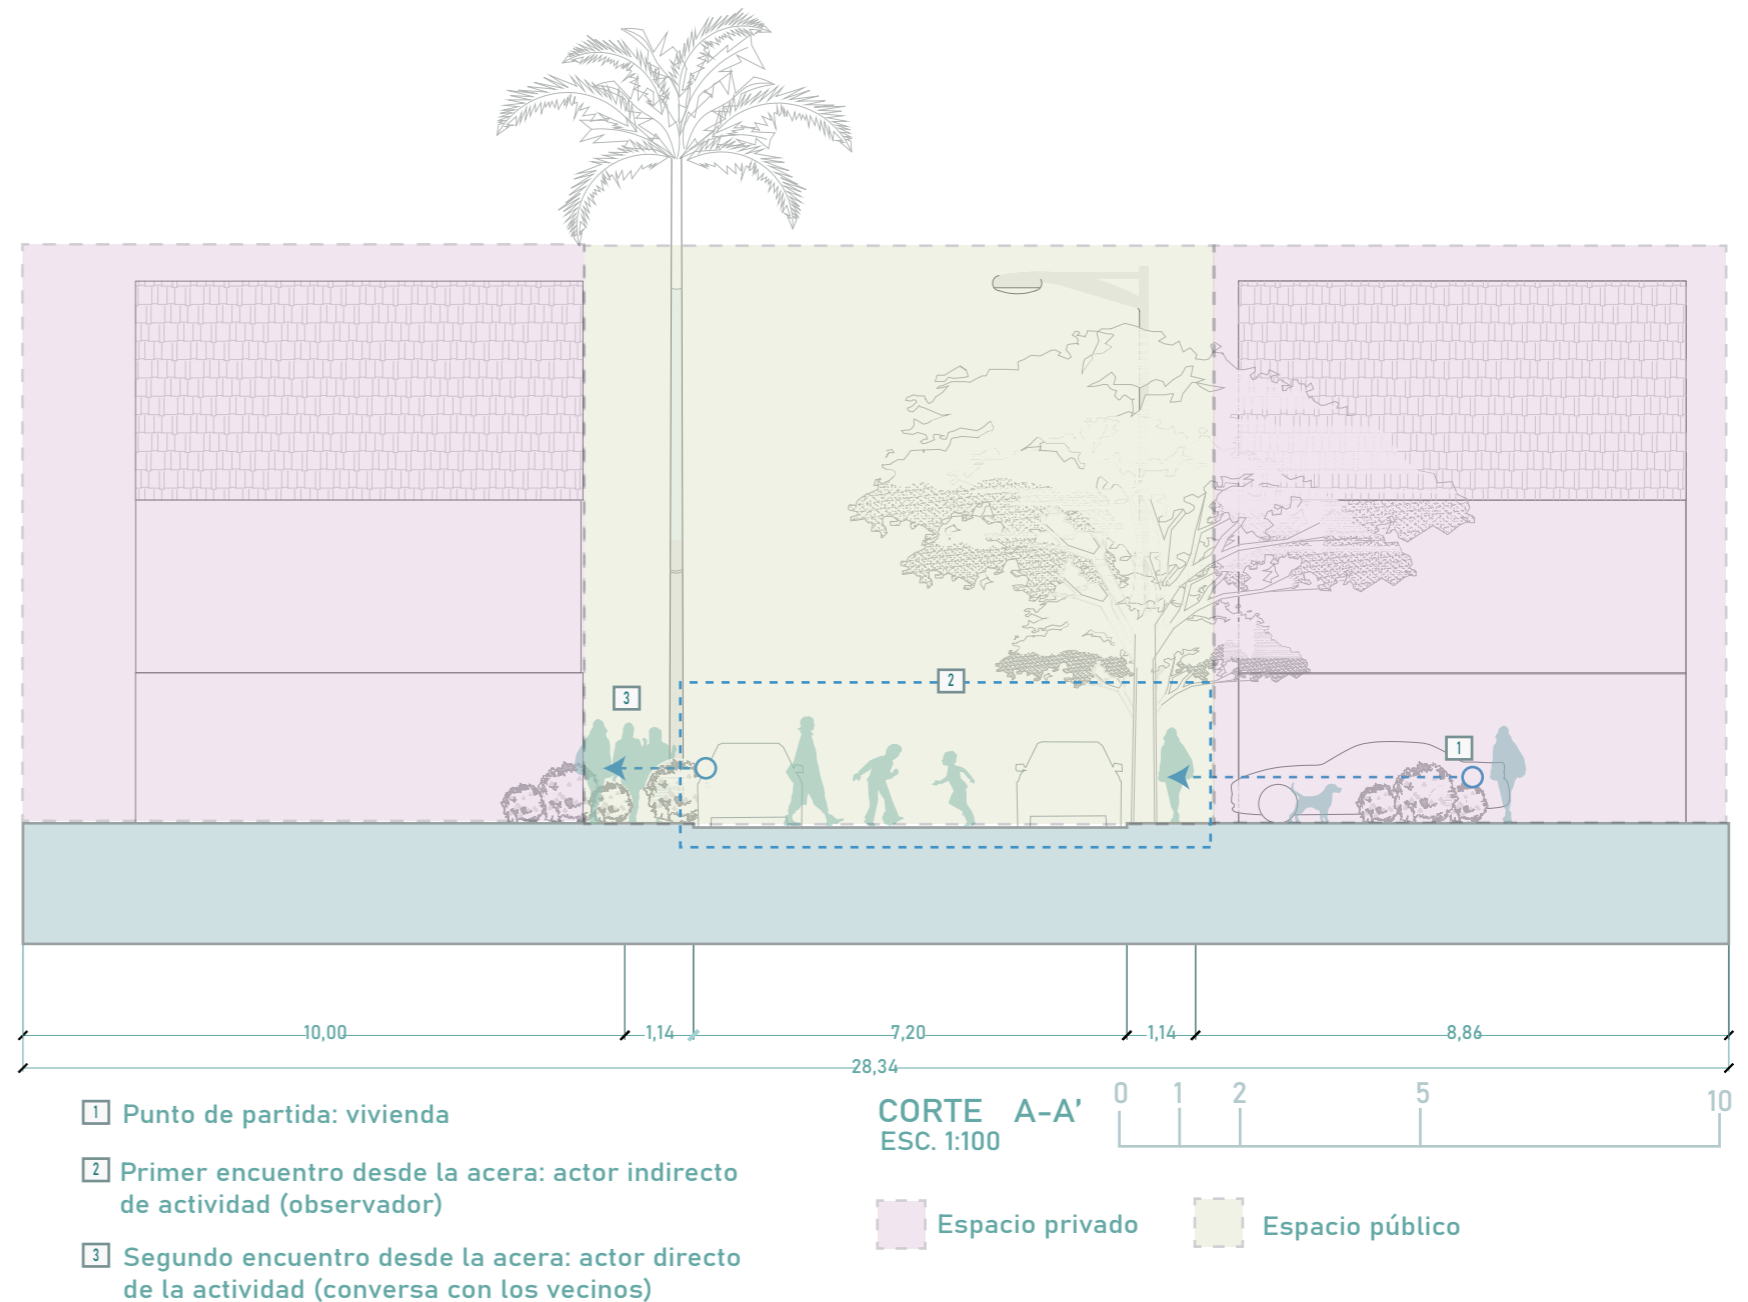 3
2
1
10,00 1,14 7,20 1,14 8,86
28,34
1 Punto de partida: vivienda
2 Primer encuentro desde la acera: actor indirecto
de actividad (observador)
3 Segundo encuentro desde la acera: actor directo
de la actividad (conversa con los vecinos)
CORTE A-A'
ESC. 1:100
0 1 2 5 10
Espacio privado
Espacio público